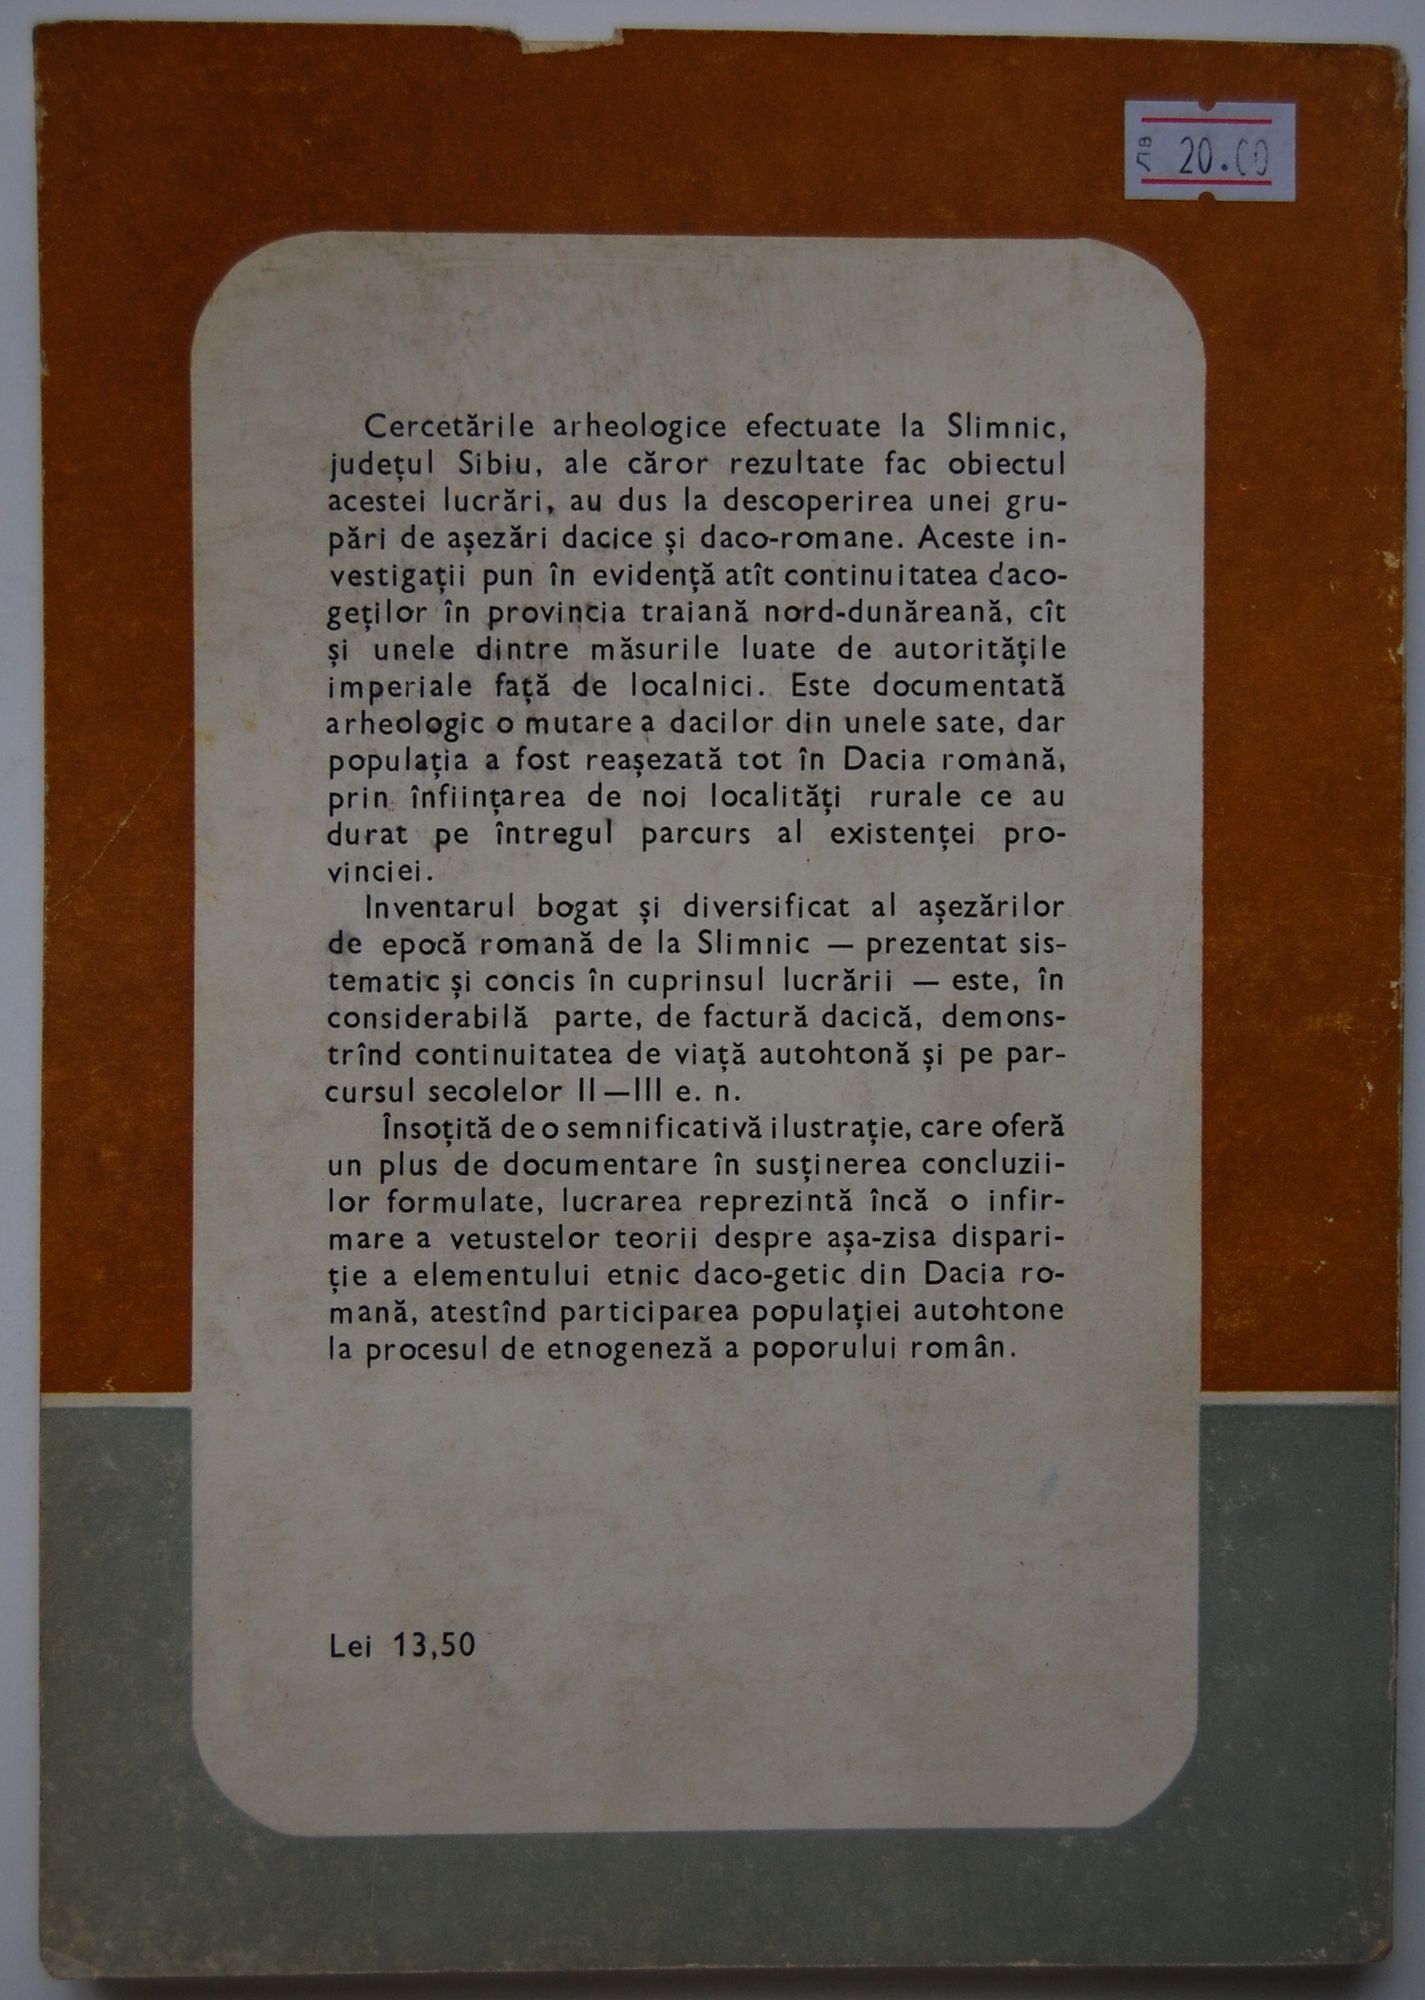 лв 20.00
Cercetările arheologice efectuate la Slimnic,
județul Sibiu, ale căror rezultate fac obiectul
acestei lucrări, au dus la descoperirea unei gru-
pări de așezări dacice și daco-romane. Aceste in-
vestigații pun în evidență atît continuitatea daco-
geților în provincia traiană nord-dunăreană, cît
și unele dintre măsurile luate de autoritățile
imperiale față de localnici. Este documentată
arheologic o mutare a dacilor din unele sate, dar
populația a fost reașezată tot în Dacia romană,
prin înființarea de noi localități rurale ce au
durat pe întregul parcurs al existenței pro-
vinciei.
Inventarul bogat și diversificat al așezărilor
de epocă romană de la Slimnic — prezentat sis-
tematic și concis în cuprinsul lucrării — este, în
considerabilă parte, de factură dacică, demons-
trînd continuitatea de viață autohtonă și pe par-
cursul secolelor II—III e. n.
Însoțită de o semnificativă ilustrație, care oferă
un plus de documentare în susținerea concluzii-
lor formulate, lucrarea reprezintă încă o infir-
mare a vetustelor teorii despre așa-zisa dispari-
ție a elementului etnic daco-getic din Dacia ro-
mană, atestînd participarea populației autohtone
la procesul de etnogeneză a poporului român.
Lei 13,50